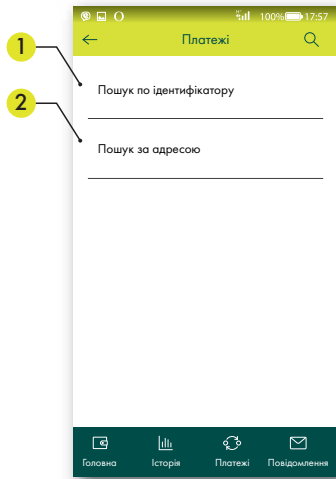 100% 17:57
Платежі
1
Пошук по ідентифікатору
2
Пошук за адресою
Головна Історія Платежі Повідомлення